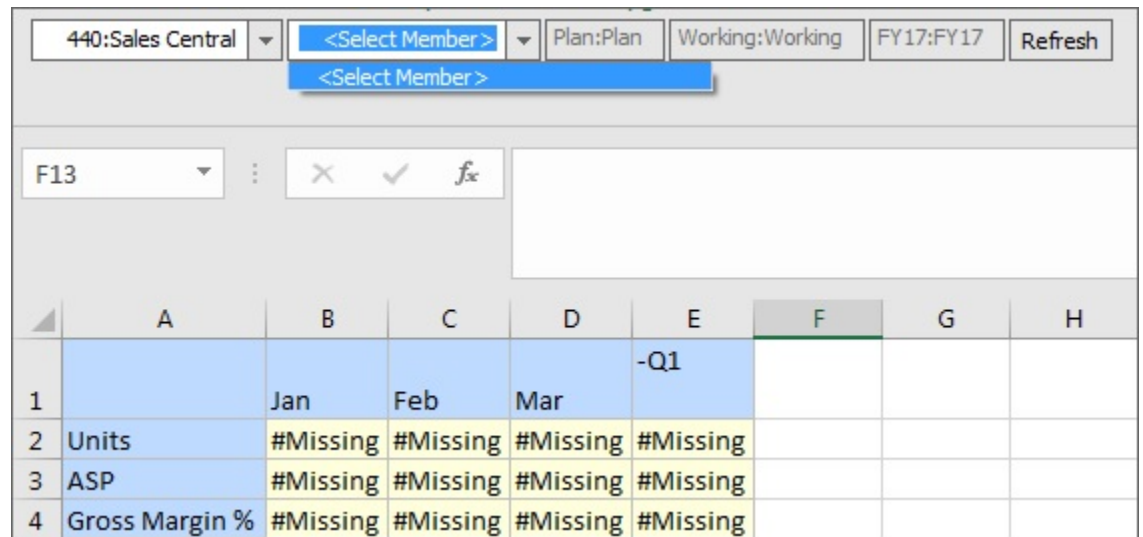 440:Sales Central <Select Member> Plan:Plan Working:Working FY17:FY17 Refresh
<Select Member>
F13 fx
A B C D E F G H
-Q1
1 Jan Feb Mar
2 Units #Missing #Missing #Missing #Missing
3 ASP #Missing #Missing #Missing #Missing
4 Gross Margin % #Missing #Missing #Missing #Missing